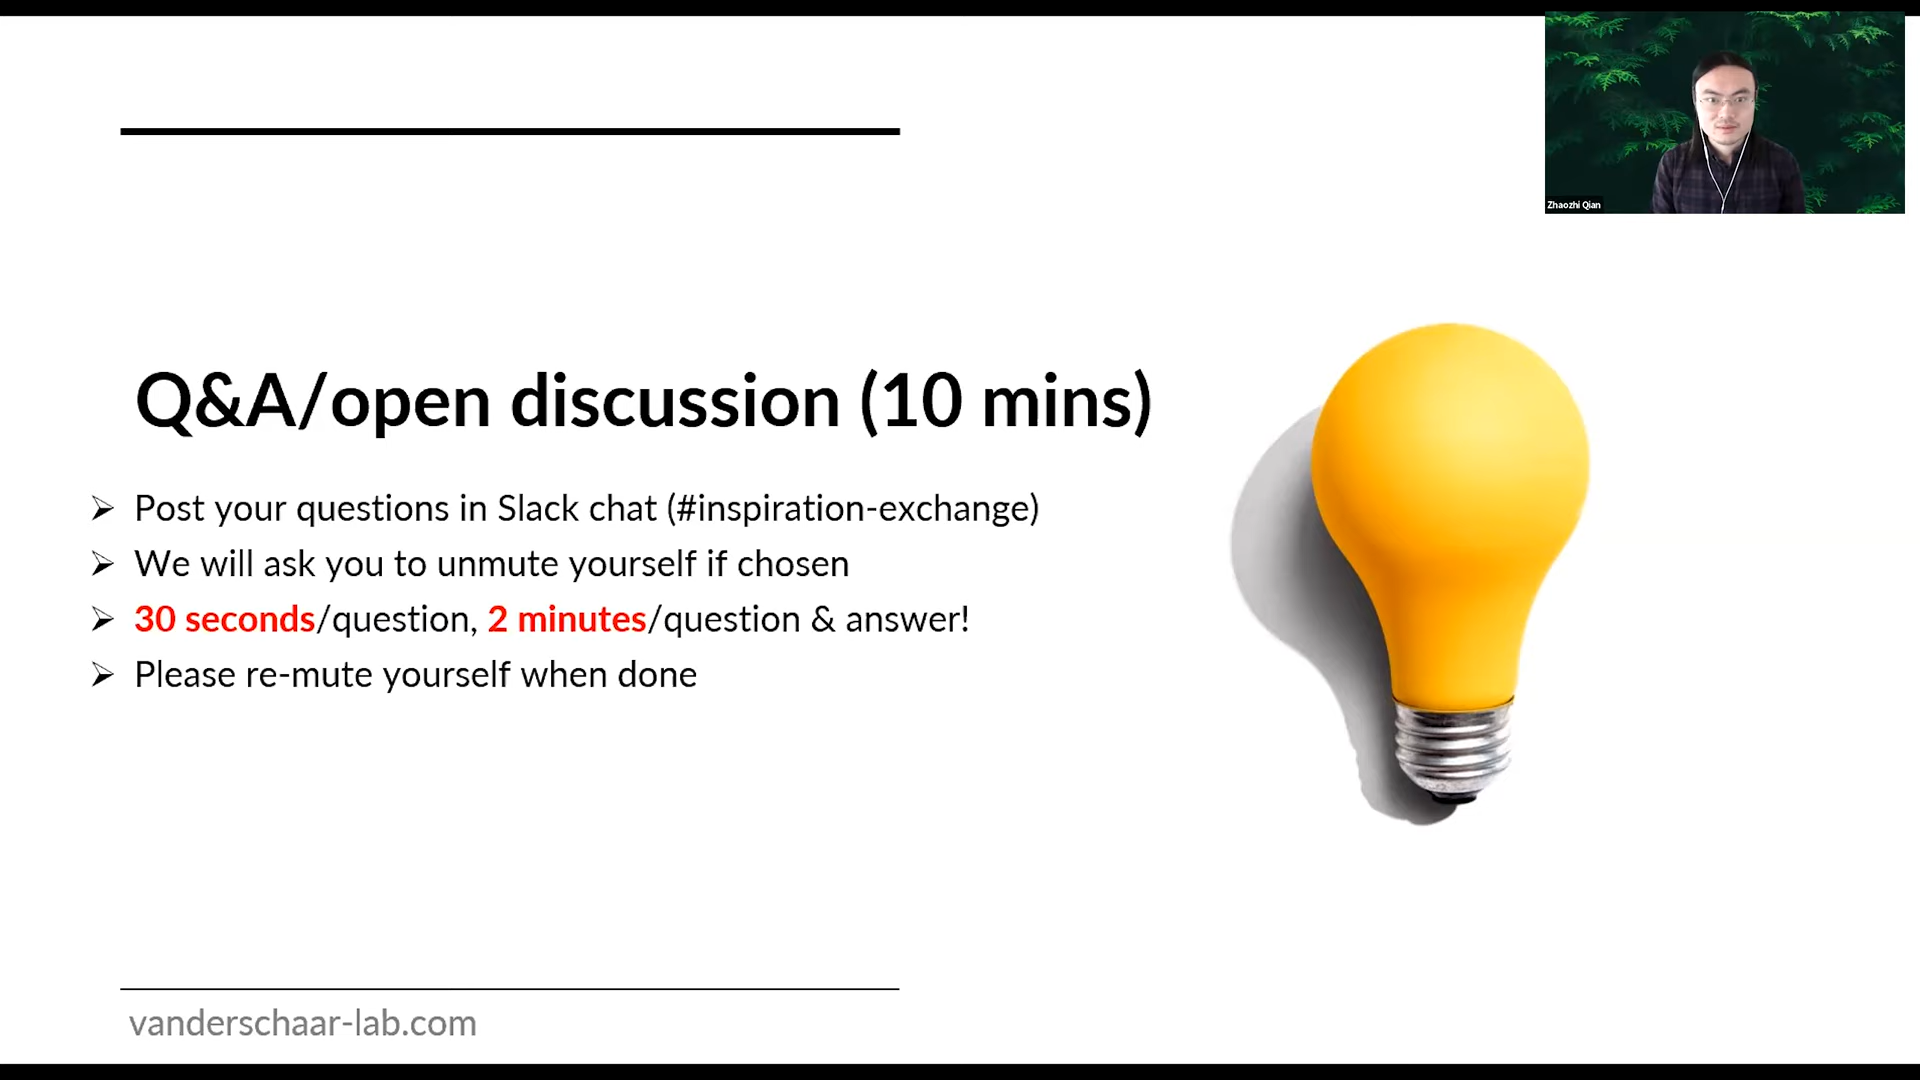 Zhaozhi Qian
Q&A/open discussion (10 mins)
➢ Post your questions in Slack chat (#inspiration-exchange)
➢ We will ask you to unmute yourself if chosen
➢ 30 seconds/question, 2 minutes/question & answer!
➢ Please re-mute yourself when done
vanderschaar-lab.com